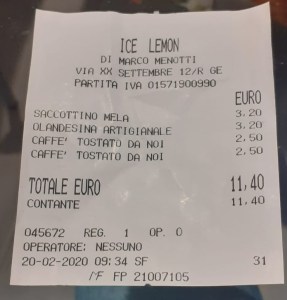 ICE LEMON
DI MARCO MENOTTI
VIA XX SETTEMBRE 12/R GE
PARTITA IVA 01571900990
EURO
SACCOTTINO MELA 3,20
OLANDESINA ARTIGIANALE 3,20
CAFFE' TOSTATO DA NOI 2,50
CAFFE' TOSTATO DA NOI 2,50
TOTALE EURO 11,40
CONTANTE 11,40
045672 REG. 1 OP. 0
OPERATORE: NESSUNO
20-02-2020 09:34 SF 31
MF FP 21007105